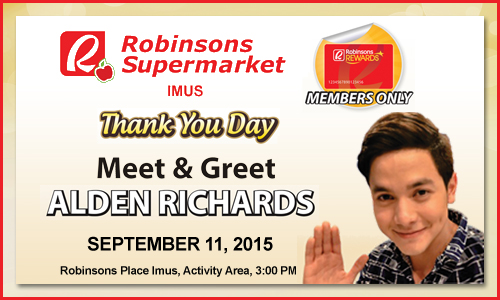 Robinsons
Supermarket
IMUS
Robinsons
REWARDS
MEMBERS ONLY
Thank You Day
Meet & Greet
ALDEN RICHARDS
SEPTEMBER 11, 2015
Robinsons Place Imus, Activity Area, 3:00 PM